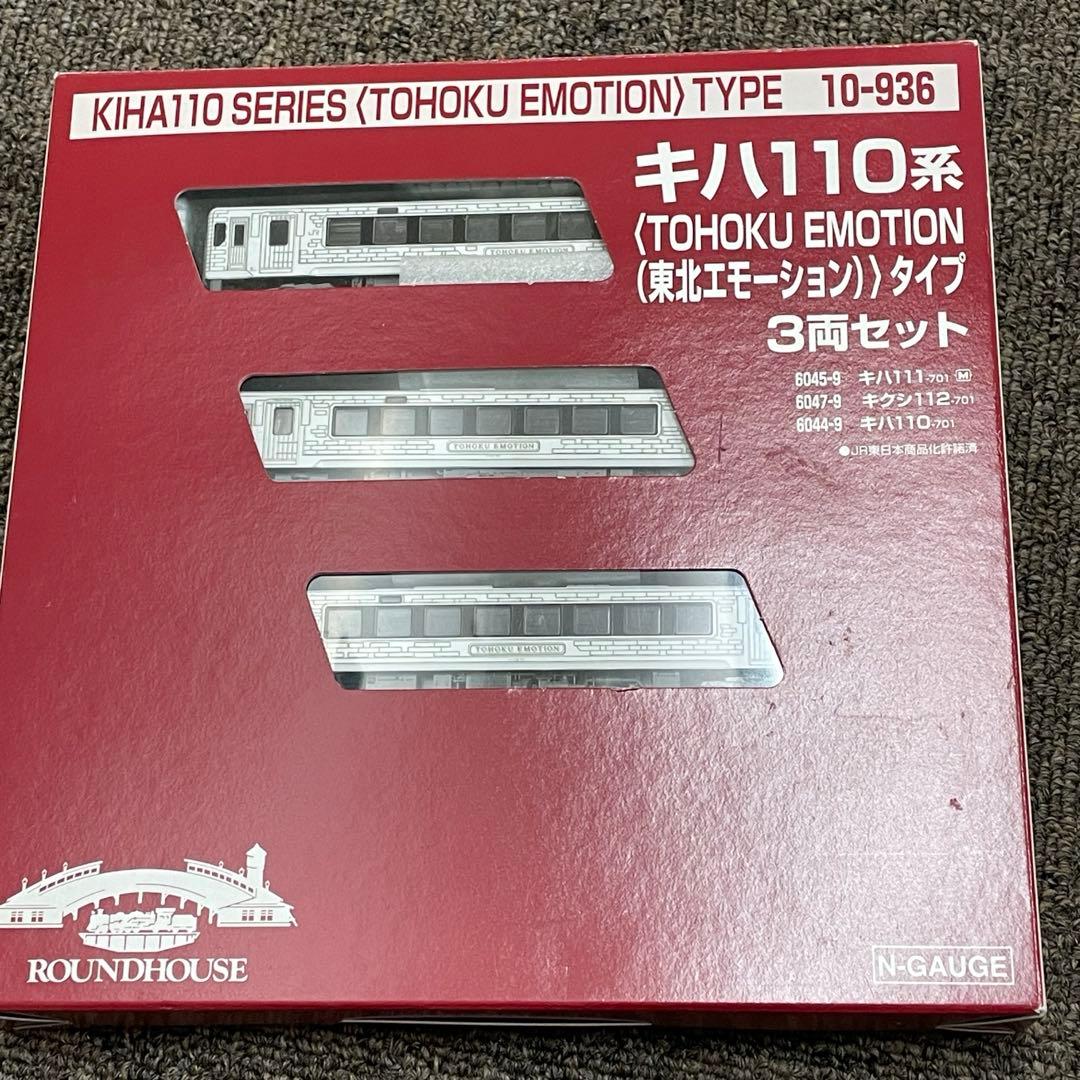 KIHA110 SERIES〈TOHOKU EMOTION〉TYPE 10-936
キハ110系
〈TOHOKU EMOTION
(東北エモーション)〉タイプ
3両セット
6045-9 キハ111-701 M
6047-9 キクシ112-701
6044-9 キハ110-701
●JR東日本商品化許諾済
TOHOKU EMOTION
TOHOKU EMOTION
TOHOKU EMOTION
ROUNDHOUSE
N-GAUGE